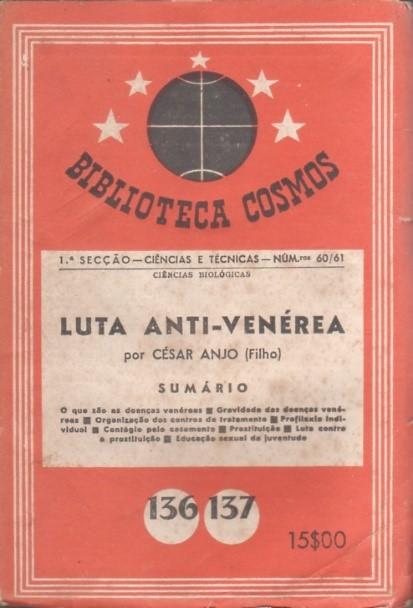 BIBLIOTECA COSMOS
1.ª SECÇÃO — CIÊNCIAS E TÉCNICAS — NÚM.ros 60/61
CIÊNCIAS BIOLÓGICAS
LUTA ANTI-VENÉREA
por CÉSAR ANJO (Filho)
SUMÁRIO
O que são as doenças venéreas ■ Gravidade das doenças vené-
reas ■ Organização dos centros de tratamento ■ Profilaxia indi-
vidual ■ Contágio pelo casamento ■ Prostituïção ■ Luta contra
a prostituïção ■ Educação sexual da juventude
136 137
15$00